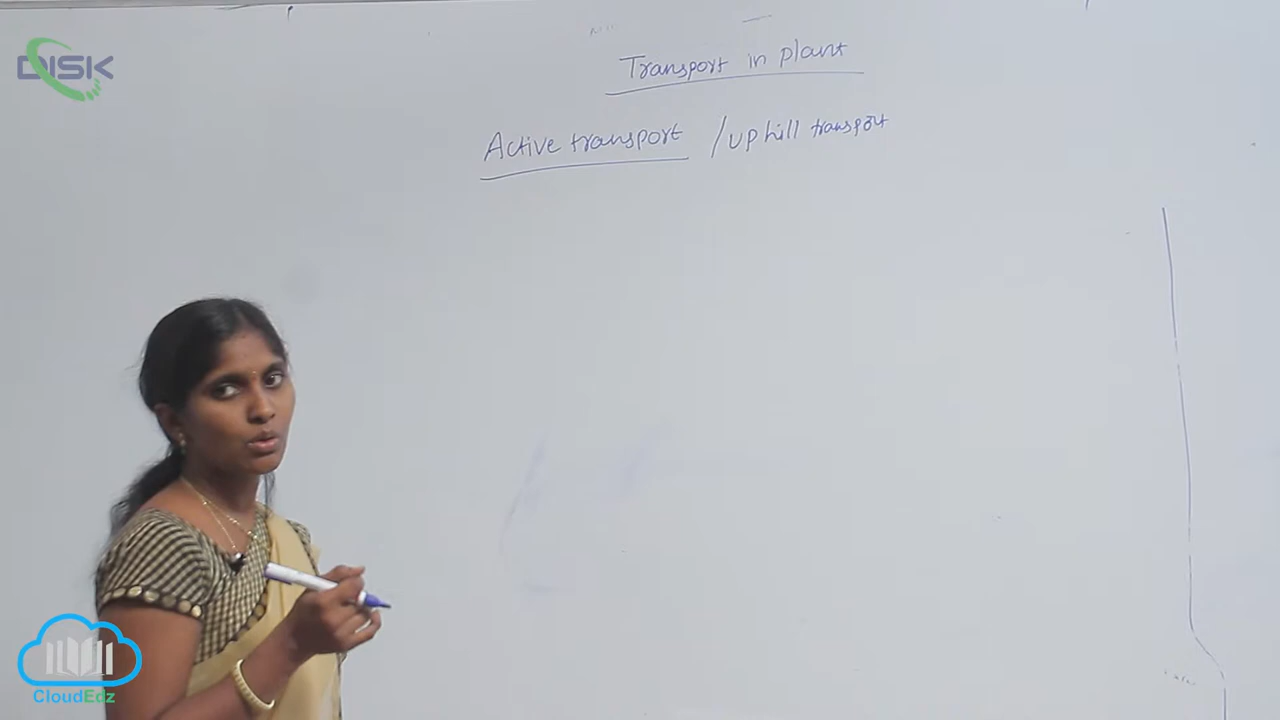 DISK
Transport in plant
Active transport / uphill transport
CloudEdz